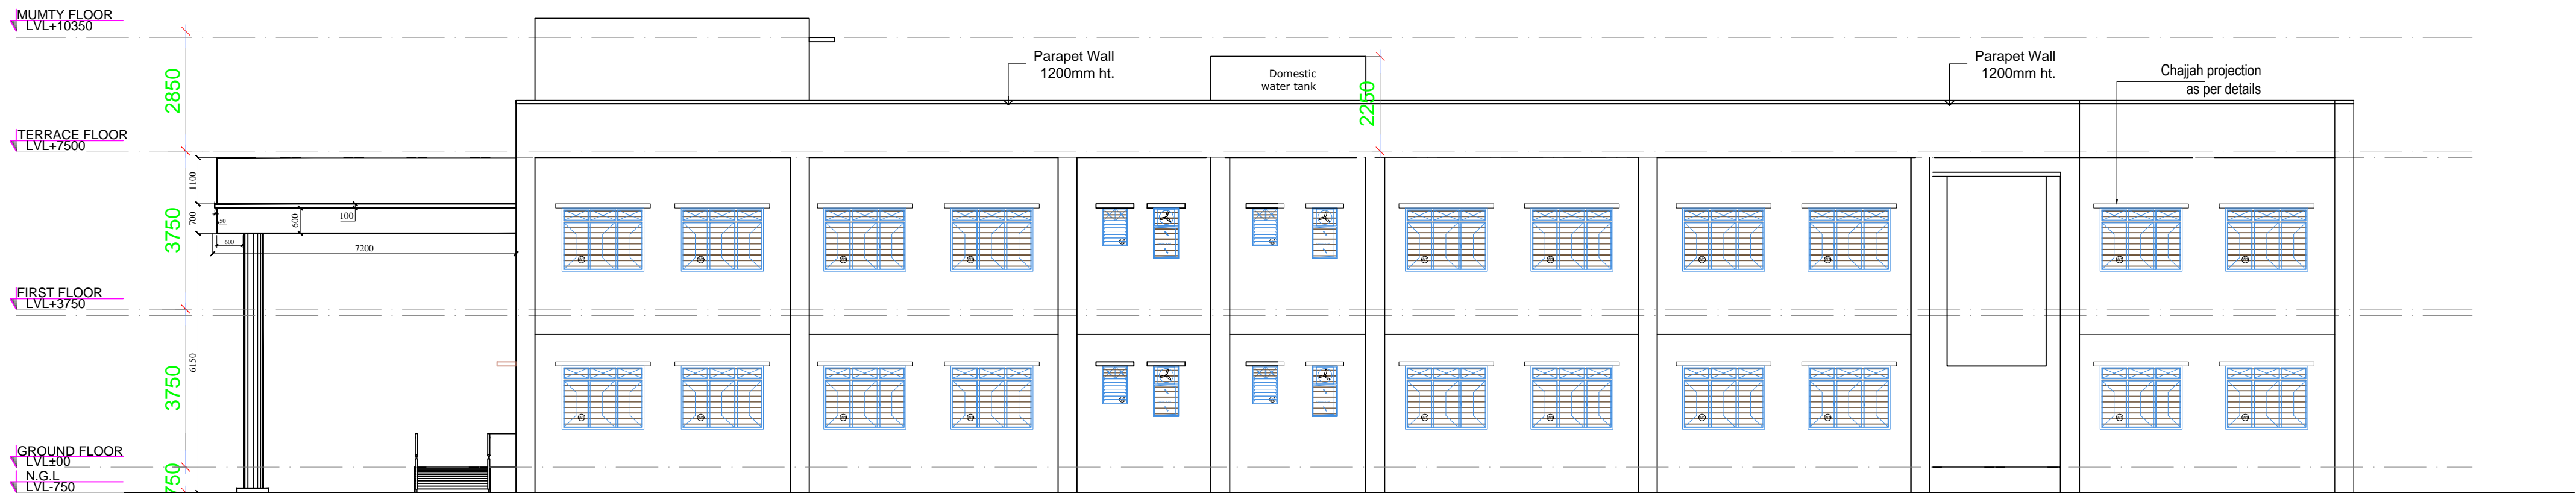 MUMTY FLOOR
LVL+10350
Parapet Wall
1200mm ht.
Domestic
water tank
Parapet Wall
1200mm ht.
Chajjah projection
as per details
2850
2250
TERRACE FLOOR
LVL+7500
1100
700
600
100
600
7200
3750
FIRST FLOOR
LVL+3750
6150
3750
GROUND FLOOR
LVL±00
N.G.L
LVL-750
750